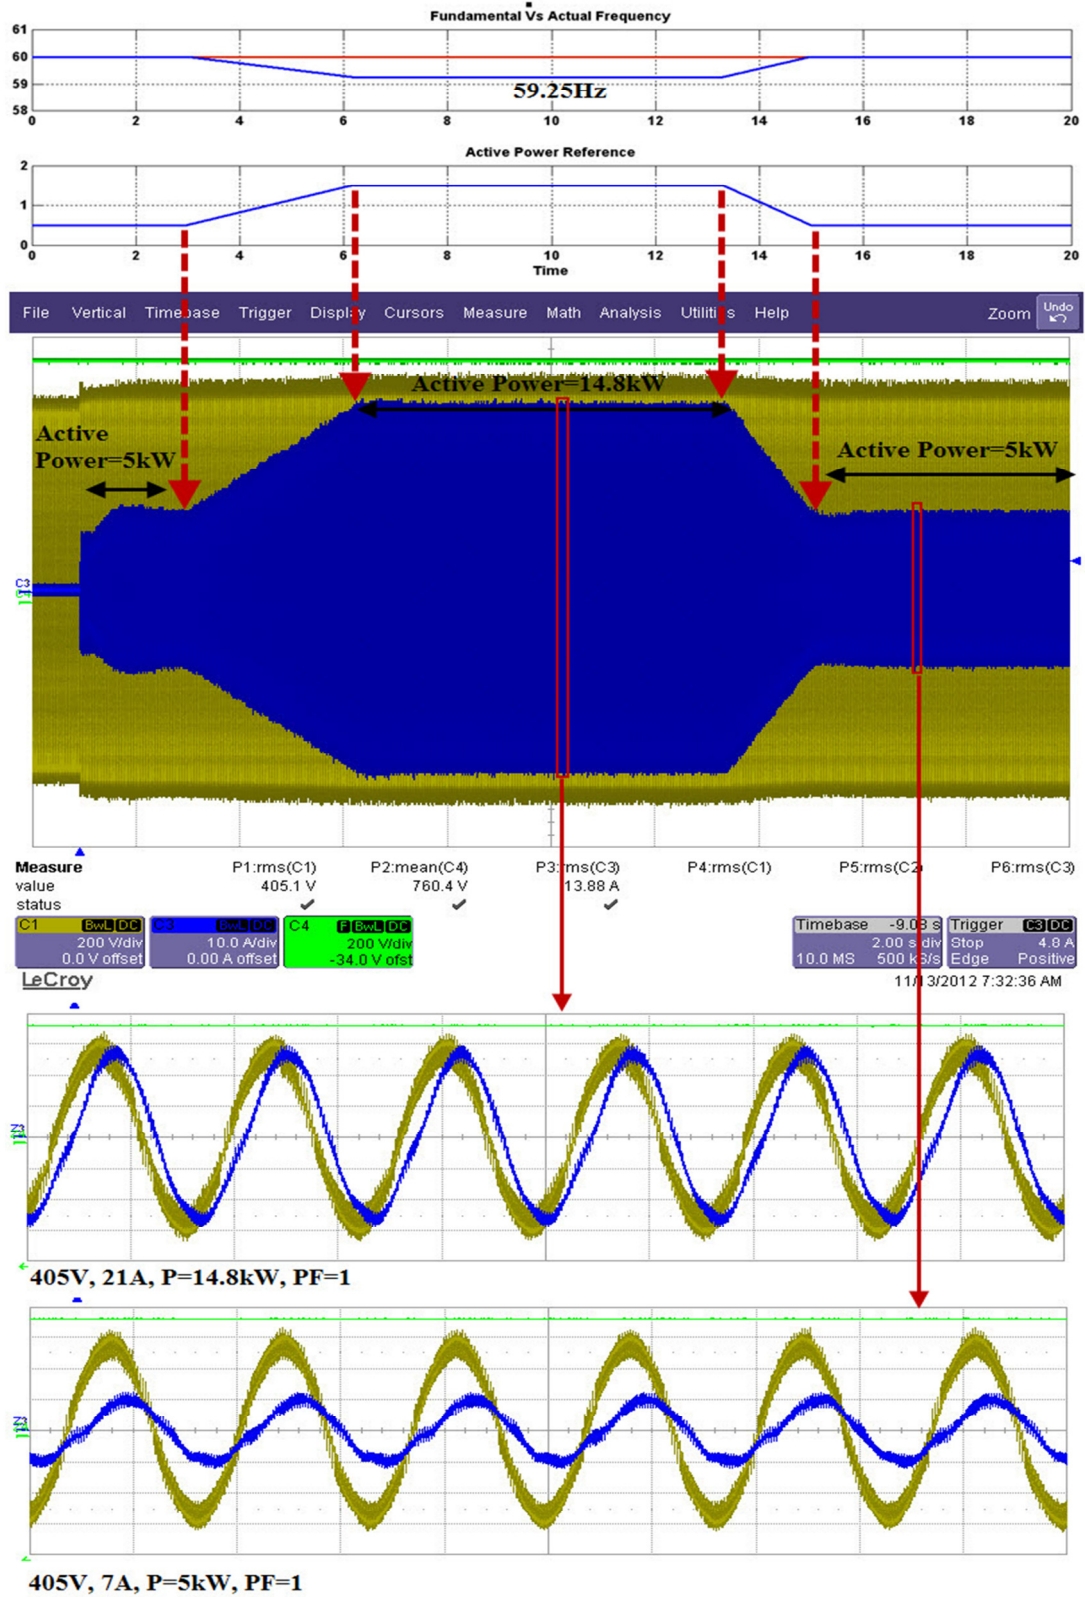 Fundamental Vs Actual Frequency
61
60
59
58
59.25Hz
0 2 4 6 8 10 12 14 16 18 20
Active Power Reference
2
1
0
0 2 4 6 8 10 12 14 16 18 20
Time
File Vertical Timebase Trigger Display Cursors Measure Math Analysis Utilities Help Zoom Undo
Active Power=14.8kW
Active
Power=5kW
Active Power=5kW
C3
Measure P1:rms(C1) P2:mean(C4) P3:rms(C3) P4:rms(C1) P5:rms(C2) P6:rms(C3)
value 405.1 V 760.4 V 13.88 A
status
C1 BwL DC C3 BwL DC C4 F BwL DC Timebase -9.08 s Trigger C3 DC
200 V/div 10.0 A/div 200 V/div 2.00 s/div Stop 4.8 A
0.0 V offset 0.00 A offset -34.0 V ofst 10.0 MS 500 kS/s Edge Positive
LeCroy 11/13/2012 7:32:36 AM
Z3
405V, 21A, P=14.8kW, PF=1
Z3
405V, 7A, P=5kW, PF=1